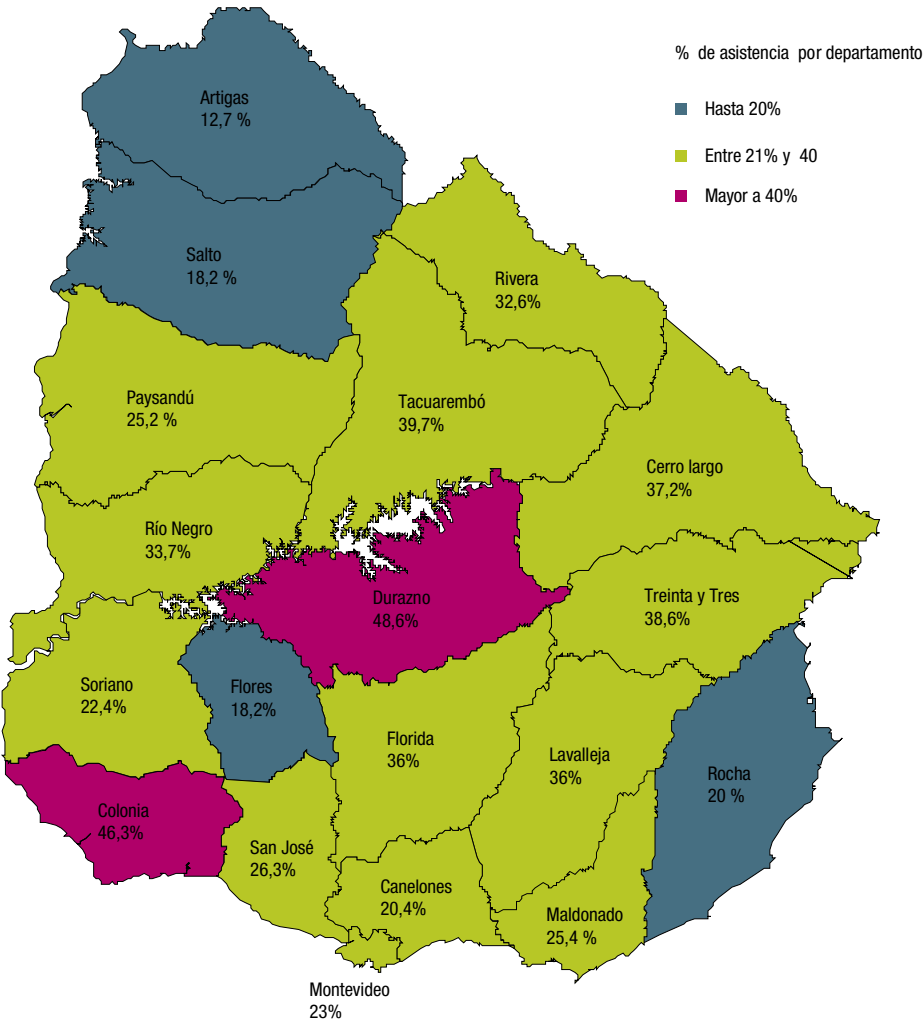 % de asistencia por departamento
Hasta 20%
Entre 21% y 40
Mayor a 40%
Artigas
12,7 %
Salto
18,2 %
Rivera
32,6%
Paysandú
25,2 %
Tacuarembó
39,7%
Cerro largo
37,2%
Río Negro
33,7%
Durazno
48,6%
Treinta y Tres
38,6%
Soriano
22,4%
Flores
18,2%
Florida
36%
Lavalleja
36%
Rocha
20 %
Colonia
46,3%
San José
26,3%
Canelones
20,4%
Maldonado
25,4 %
Montevideo
23%